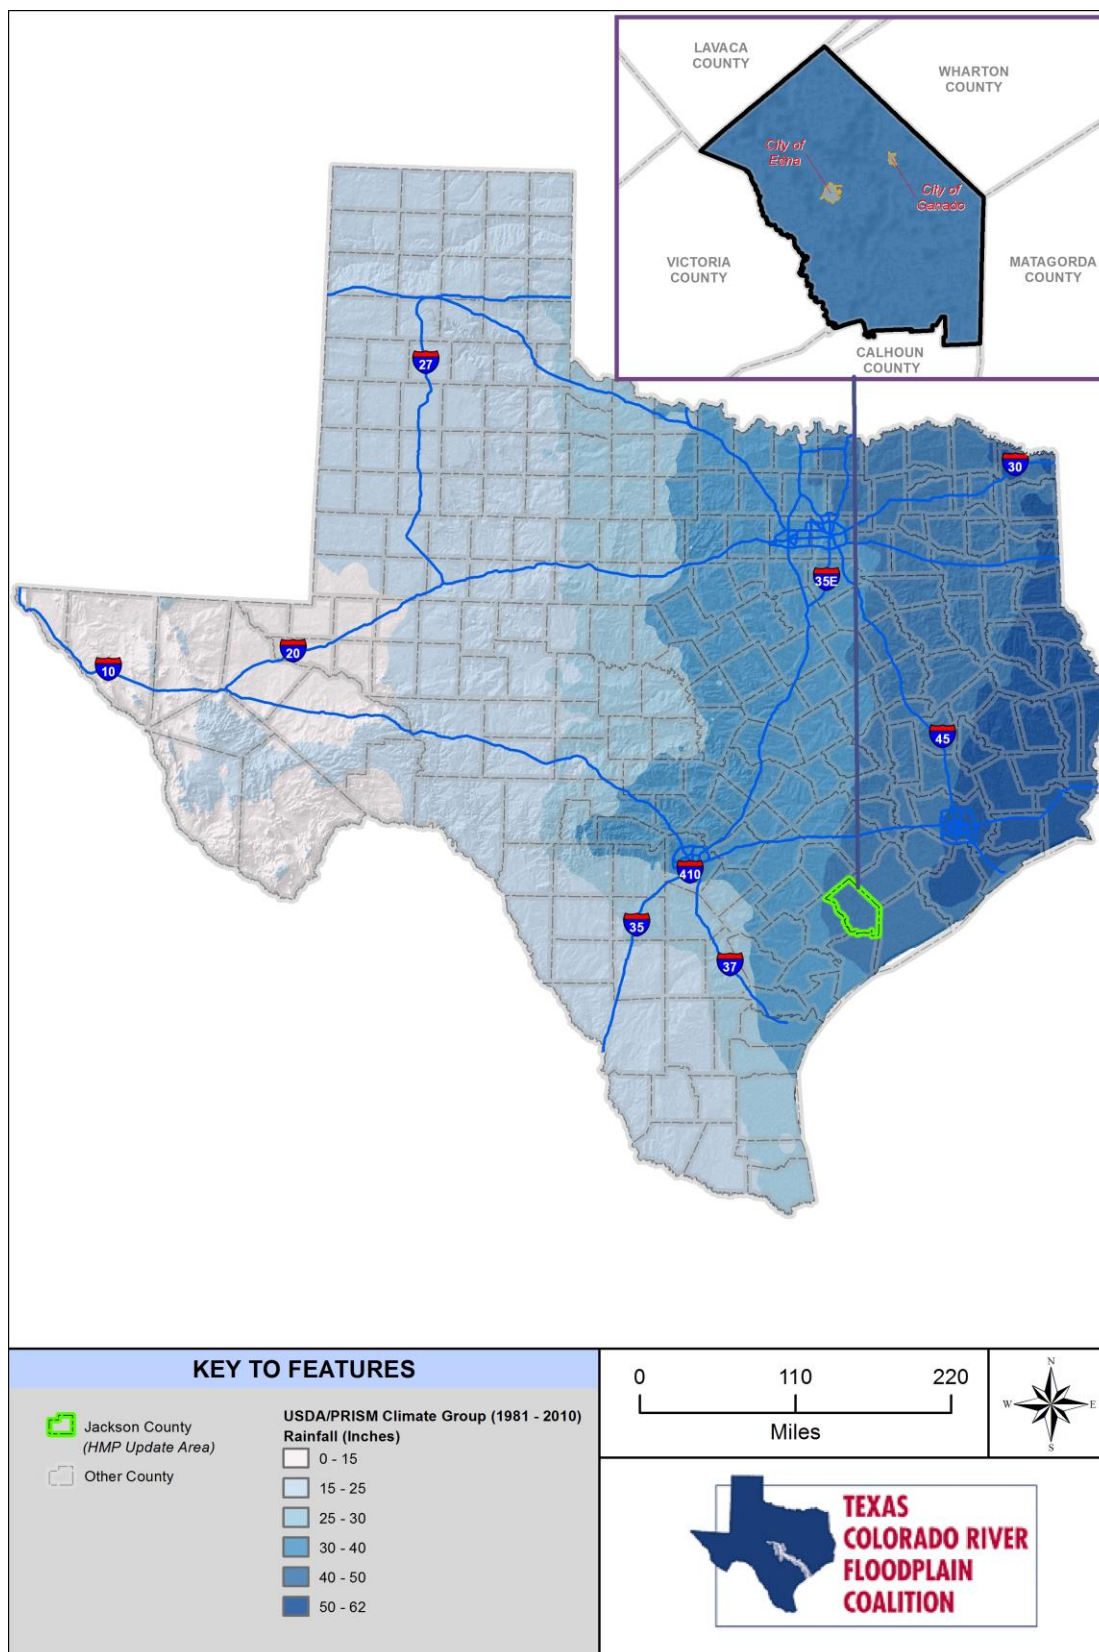 LAVACA
COUNTY
WHARTON
COUNTY
City of
Edna
City of
Ganado
VICTORIA
COUNTY
MATAGORDA
COUNTY
CALHOUN
COUNTY
27
30
35E
20
10
45
410
35
37
KEY TO FEATURES
Jackson County
(HMP Update Area)
Other County
USDA/PRISM Climate Group (1981 - 2010)
Rainfall (Inches)
0 - 15
15 - 25
25 - 30
30 - 40
40 - 50
50 - 62
0 110 220
Miles
N
W E
S
TEXAS
COLORADO RIVER
FLOODPLAIN
COALITION